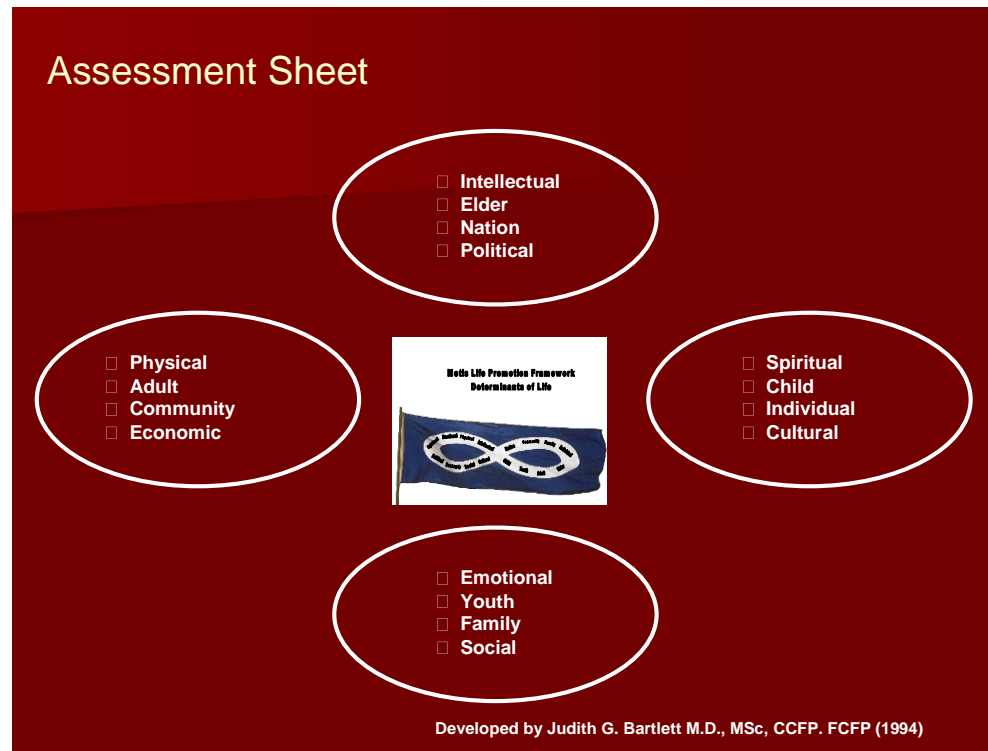 Assessment Sheet
□ Intellectual
□ Elder
□ Nation
□ Political
□ Physical
□ Adult
□ Community
□ Economic
Metis Life Promotion Framework
Determinants of Life
□ Spiritual
□ Child
□ Individual
□ Cultural
□ Emotional
□ Youth
□ Family
□ Social
Developed by Judith G. Bartlett M.D., MSc, CCFP. FCFP (1994)